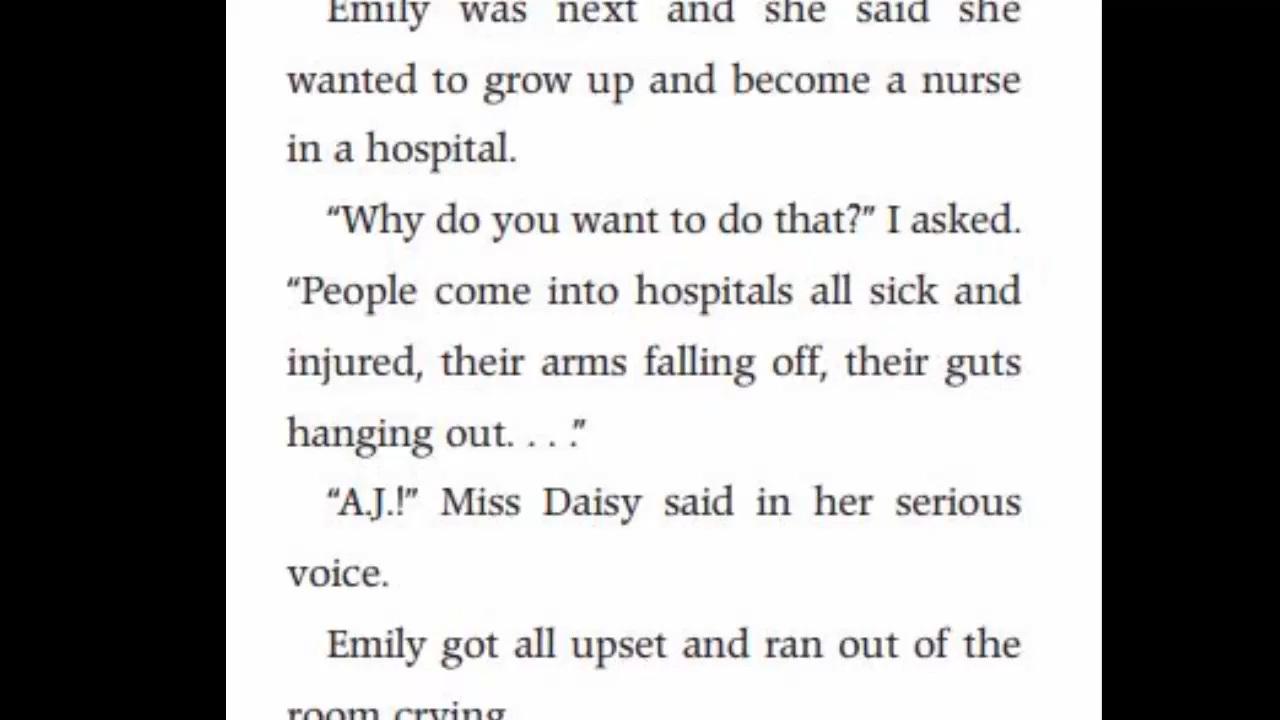 Emily was next and she said she
wanted to grow up and become a nurse
in a hospital.
“Why do you want to do that?” I asked.
“People come into hospitals all sick and
injured, their arms falling off, their guts
hanging out. . . .”
“A.J.!” Miss Daisy said in her serious
voice.
Emily got all upset and ran out of the
room crying.